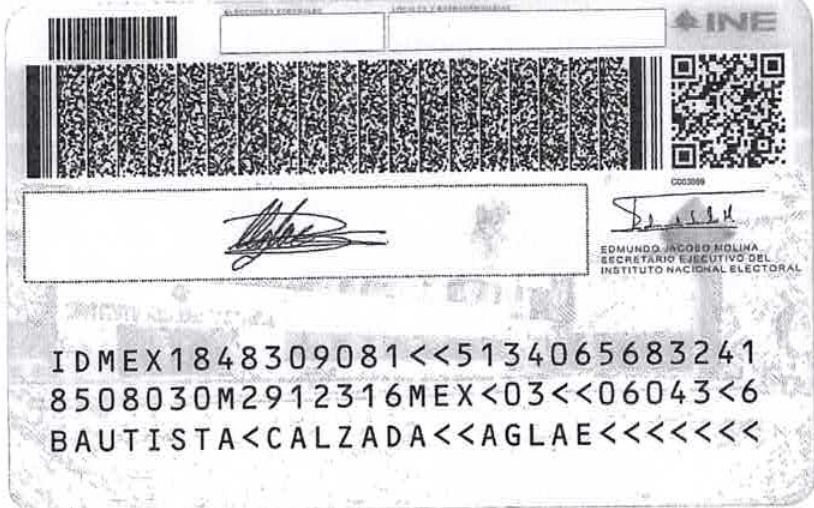 ELECCIONES FEDERALES
LOCALES Y EXTRAORDINARIAS
INE
EDMUNDO JACOBO MOLINA
SECRETARIO EJECUTIVO DEL
INSTITUTO NACIONAL ELECTORAL
IDMEX1848309081<<5134065683241
8508030M2912316MEX<03<<06043<6
BAUTISTA<CALZADA<<AGLAE<<<<<<<